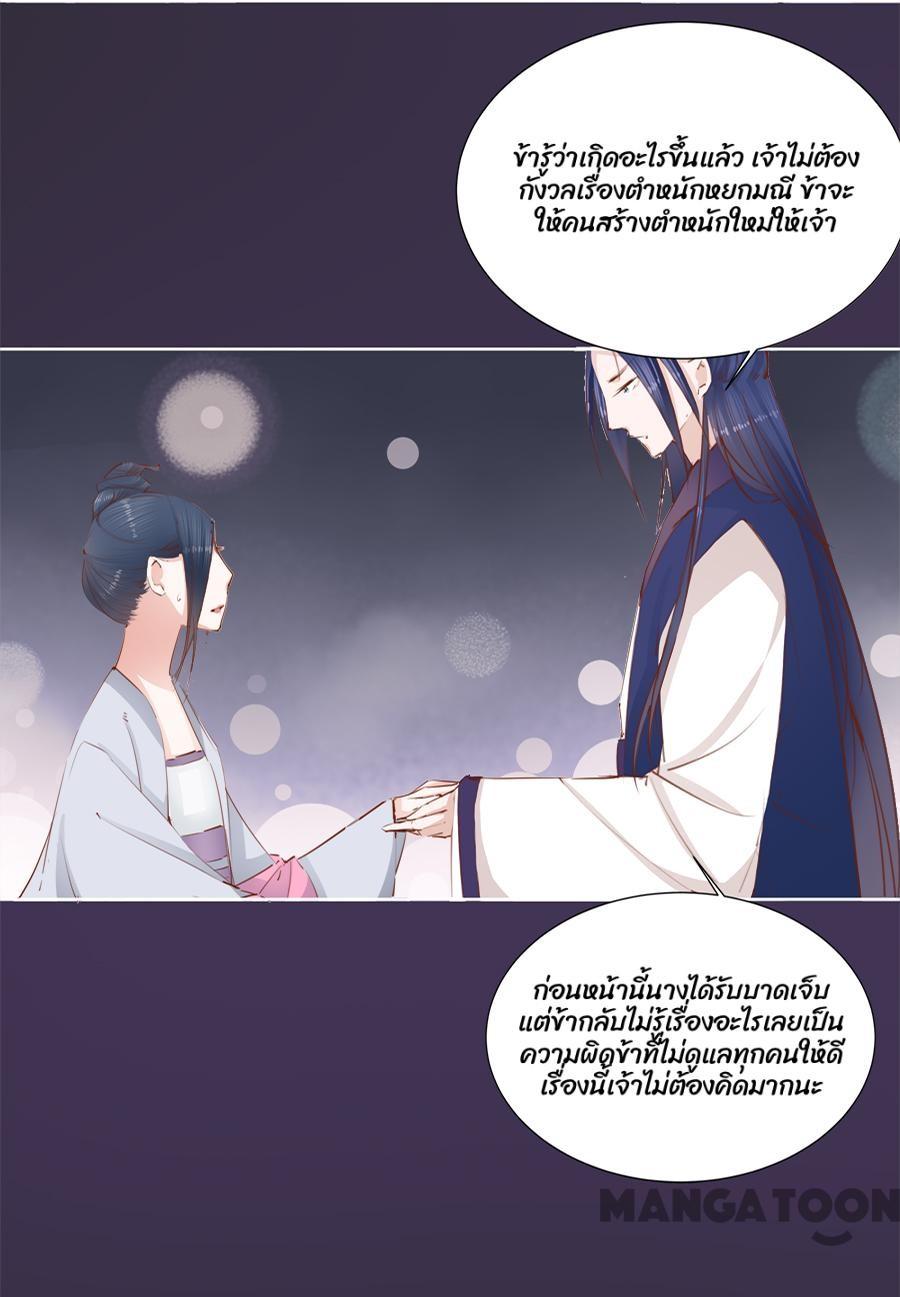 ข้ารู้ว่าเกิดอะไรขึ้นแล้ว เจ้าไม่ต้อง
กังวลเรื่องตำหนักหยกมณี ข้าจะ
ให้คนสร้างตำหนักใหม่ให้เจ้า
ก่อนหน้านี้นางได้รับบาดเจ็บ
แต่ข้ากลับไม่รู้เรื่องอะไรเลยเป็น
ความผิดข้าที่ไม่ดูแลทุกคนให้ดี
เรื่องนี้เจ้าไม่ต้องคิดมากนะ
MANGA TOON